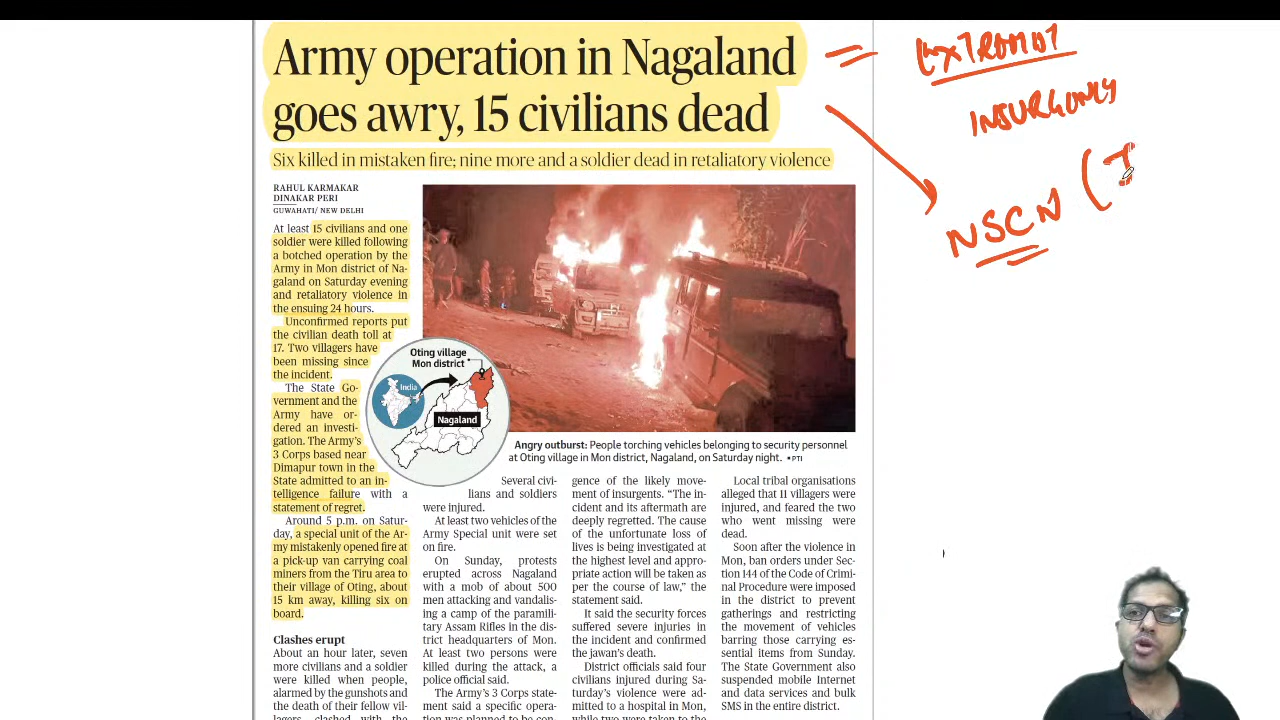 Army operation in Nagaland
goes awry, 15 civilians dead
Six killed in mistaken fire; nine more and a soldier dead in retaliatory violence
RAHUL KARMAKAR
DINAKAR PERI
GUWAHATI/ NEW DELHI
At least 15 civilians and one
soldier were killed following
a botched operation by the
Army in Mon district of Na-
galand on Saturday evening
and retaliatory violence in
the ensuing 24 hours.
Unconfirmed reports put
the civilian death toll at
17. Two villagers have
been missing since
the incident.
The State Go-
vernment and the
Army have or-
dered an investi-
gation. The Army's
3 Corps based near
Dimapur town in the
State admitted to an in-
telligence failure with a
statement of regret.
Around 5 p.m. on Satur-
day, a special unit of the Ar-
my mistakenly opened fire at
a pick-up van carrying coal
miners from the Tiru area to
their village of Oting, about
15 km away, killing six on
board.
Clashes erupt
About an hour later, seven
more civilians and a soldier
were killed when people,
alarmed by the gunshots and
the death of their fellow vil-
lagers, clashed with the
Oting village
Mon district
India
Nagaland
Angry outburst: People torching vehicles belonging to security personnel
at Oting village in Mon district, Nagaland, on Saturday night. ▪PTI
Several civi-
lians and soldiers
were injured.
At least two vehicles of the
Army Special unit were set
on fire.
On Sunday, protests
erupted across Nagaland
with a mob of about 500
men attacking and vandalis-
ing a camp of the paramili-
tary Assam Rifles in the dis-
trict headquarters of Mon.
At least two persons were
killed during the attack, a
police official said.
The Army's 3 Corps state-
ment said a specific opera-
tion was planned to be con-
gence of the likely move-
ment of insurgents. "The in-
cident and its aftermath are
deeply regretted. The cause
of the unfortunate loss of
lives is being investigated at
the highest level and appro-
priate action will be taken as
per the course of law," the
statement said.
It said the security forces
suffered severe injuries in
the incident and confirmed
the jawan's death.
District officials said four
civilians injured during Sa-
turday's violence were ad-
mitted to a hospital in Mon,
while two were taken to the
Local tribal organisations
alleged that 11 villagers were
injured, and feared the two
who went missing were
dead.
Soon after the violence in
Mon, ban orders under Sec-
tion 144 of the Code of Crimi-
nal Procedure were imposed
in the district to prevent
gatherings and restricting
the movement of vehicles
barring those carrying es-
sential items from Sunday.
The State Government also
suspended mobile Internet
and data services and bulk
SMS in the entire district.
INSURGENCY
NSCN (I